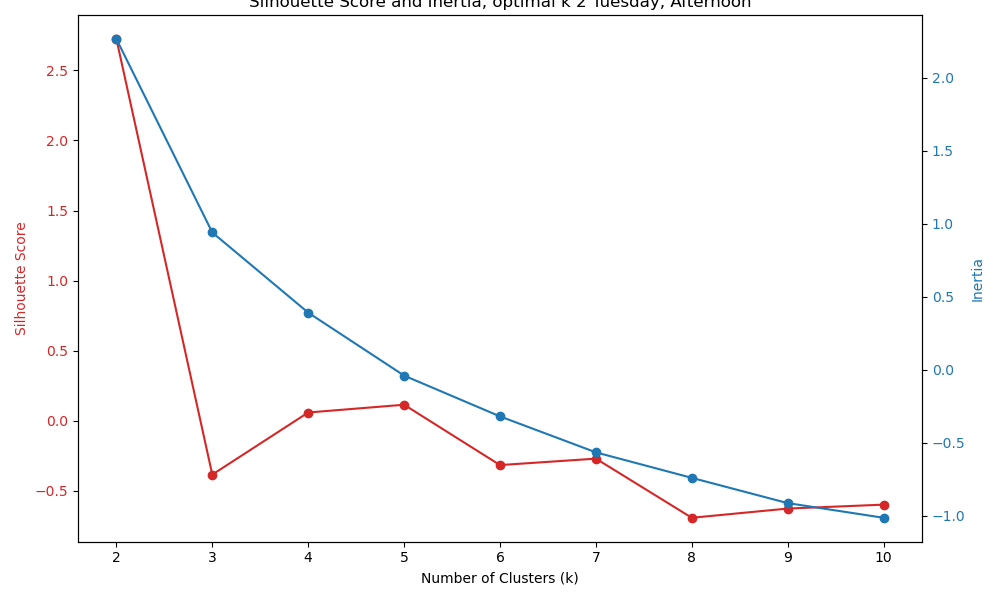 Silhouette Score and Inertia, optimal k 2 Tuesday, Afternoon
2.5
2.0
1.5
1.0
0.5
0.0
−0.5
Silhouette Score
2.0
1.5
1.0
0.5
0.0
−0.5
−1.0
Inertia
2 3 4 5 6 7 8 9 10
Number of Clusters (k)